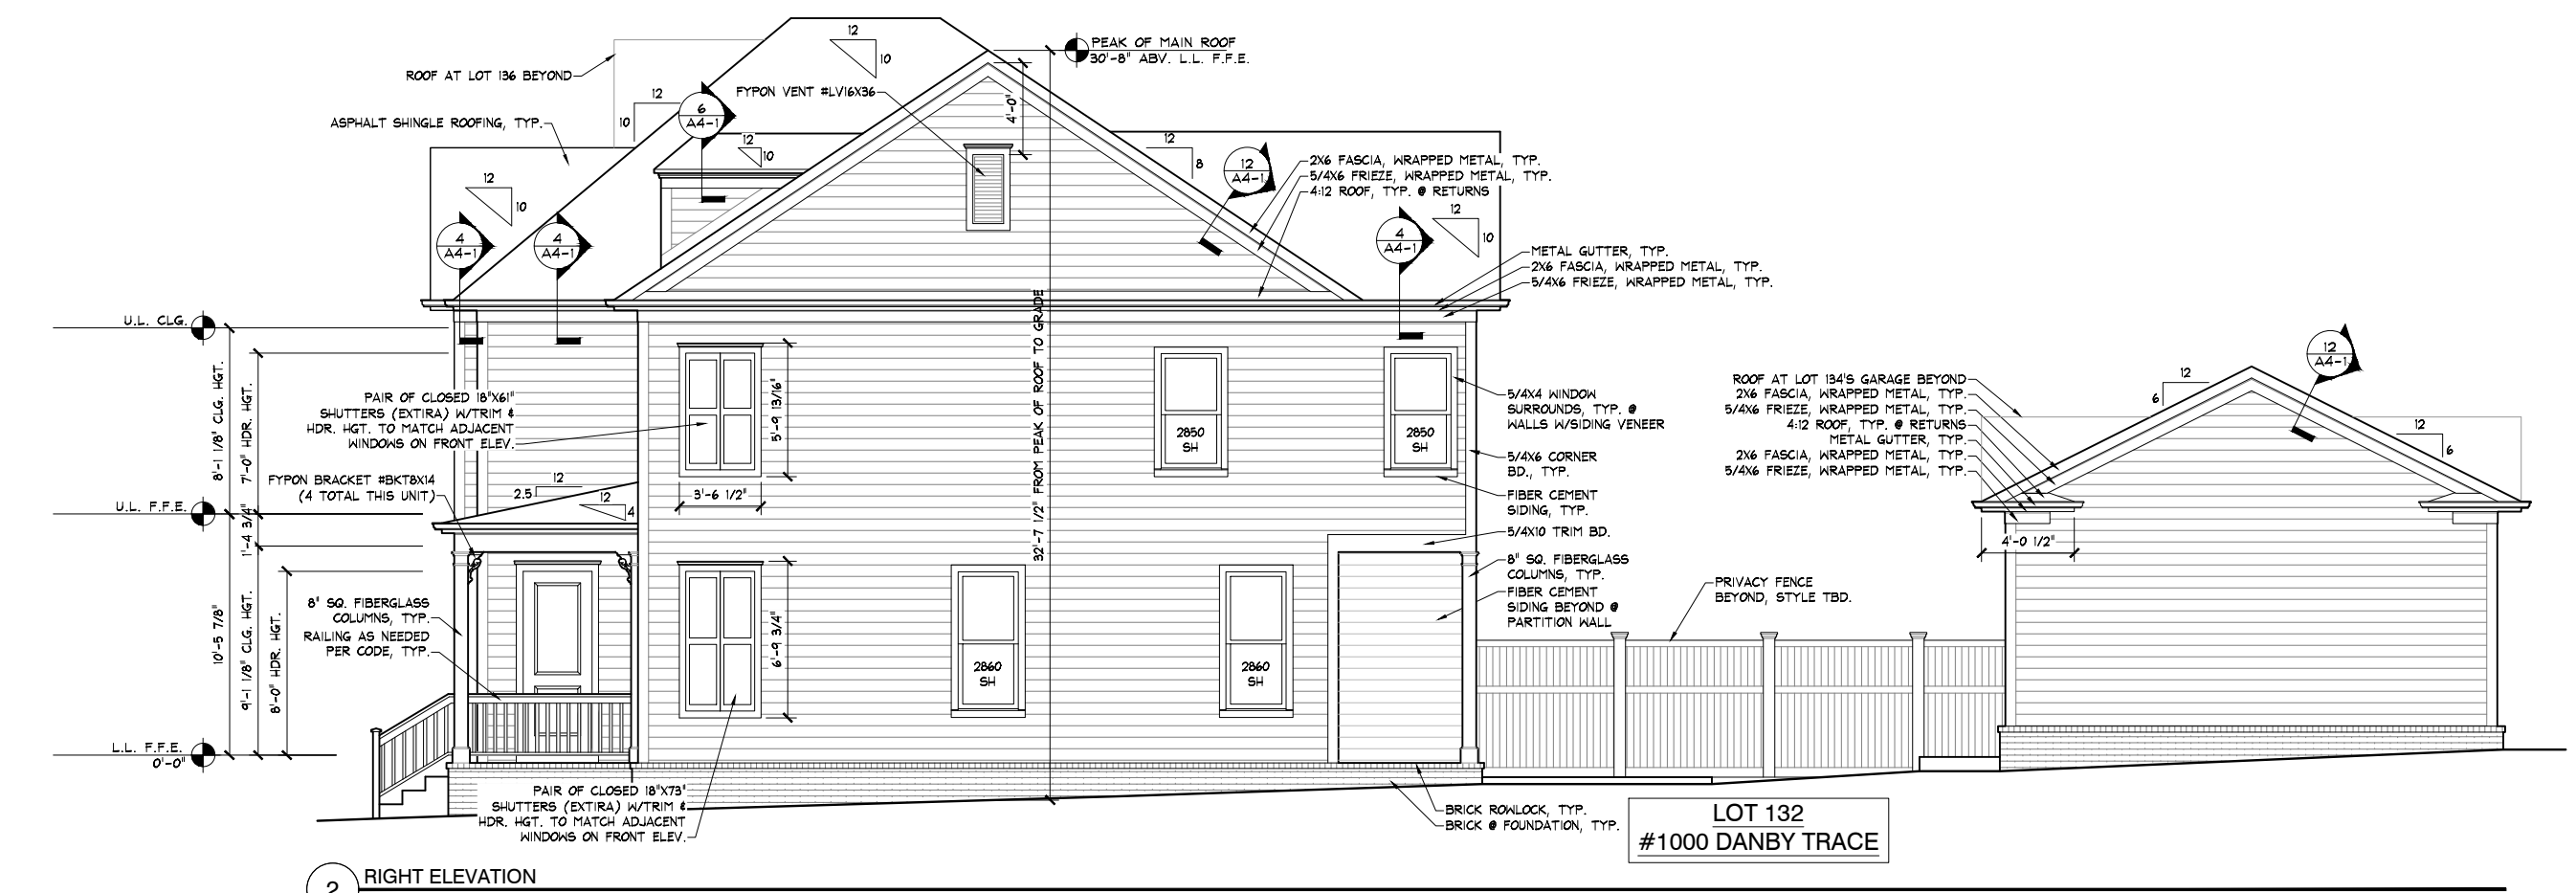 PEAK OF MAIN ROOF
30'-8" ABV. L.L. F.F.E.
ROOF AT LOT 136 BEYOND
12
10
FYPON VENT #LV16X36
4'-0"
12
10
ASPHALT SHINGLE ROOFING, TYP.
6
A4-1
12
10
12
8
12
A4-1
2X6 FASCIA, WRAPPED METAL, TYP.
5/4X6 FRIEZE, WRAPPED METAL, TYP.
4:12 ROOF, TYP. @ RETURNS
12
10
4
A4-1
4
A4-1
4
A4-1
12
10
METAL GUTTER, TYP.
2X6 FASCIA, WRAPPED METAL, TYP.
5/4X6 FRIEZE, WRAPPED METAL, TYP.
U.L. CLG.
8'-1 1/8" CLG. HGT.
7'-0" HDR. HGT.
PAIR OF CLOSED 18"X61"
SHUTTERS (EXTIRA) W/TRIM &
HDR. HGT. TO MATCH ADJACENT
WINDOWS ON FRONT ELEV.
5'-9 13/16"
3'-6 1/2"
32'-7 1/2" FROM PEAK OF ROOF TO GRADE
2850
SH
2850
SH
5/4X4 WINDOW
SURROUNDS, TYP. @
WALLS W/SIDING VENEER
5/4X6 CORNER
BD., TYP.
FIBER CEMENT
SIDING, TYP.
5/4X10 TRIM BD.
8" SQ. FIBERGLASS
COLUMNS, TYP.
FIBER CEMENT
SIDING BEYOND @
PARTITION WALL
FYPON BRACKET #BKT8X14
(4 TOTAL THIS UNIT)
12
2.5
12
4
U.L. F.F.E.
1'-4 3/4"
10'-5 7/8"
9'-1 1/8" CLG. HGT.
8'-0" HDR. HGT.
8" SQ. FIBERGLASS
COLUMNS, TYP.
RAILING AS NEEDED
PER CODE, TYP.
6'-9 3/4"
2860
SH
2860
SH
L.L. F.F.E.
0'-0"
PAIR OF CLOSED 18"X73"
SHUTTERS (EXTIRA) W/TRIM &
HDR. HGT. TO MATCH ADJACENT
WINDOWS ON FRONT ELEV.
BRICK ROWLOCK, TYP.
BRICK @ FOUNDATION, TYP.
PRIVACY FENCE
BEYOND, STYLE TBD.
ROOF AT LOT 134'S GARAGE BEYOND
2X6 FASCIA, WRAPPED METAL, TYP.
5/4X6 FRIEZE, WRAPPED METAL, TYP.
4:12 ROOF, TYP. @ RETURNS
METAL GUTTER, TYP.
2X6 FASCIA, WRAPPED METAL, TYP.
5/4X6 FRIEZE, WRAPPED METAL, TYP.
12
6
12
A4-1
12
6
4'-0 1/2"
LOT 132
#1000 DANBY TRACE
2
RIGHT ELEVATION